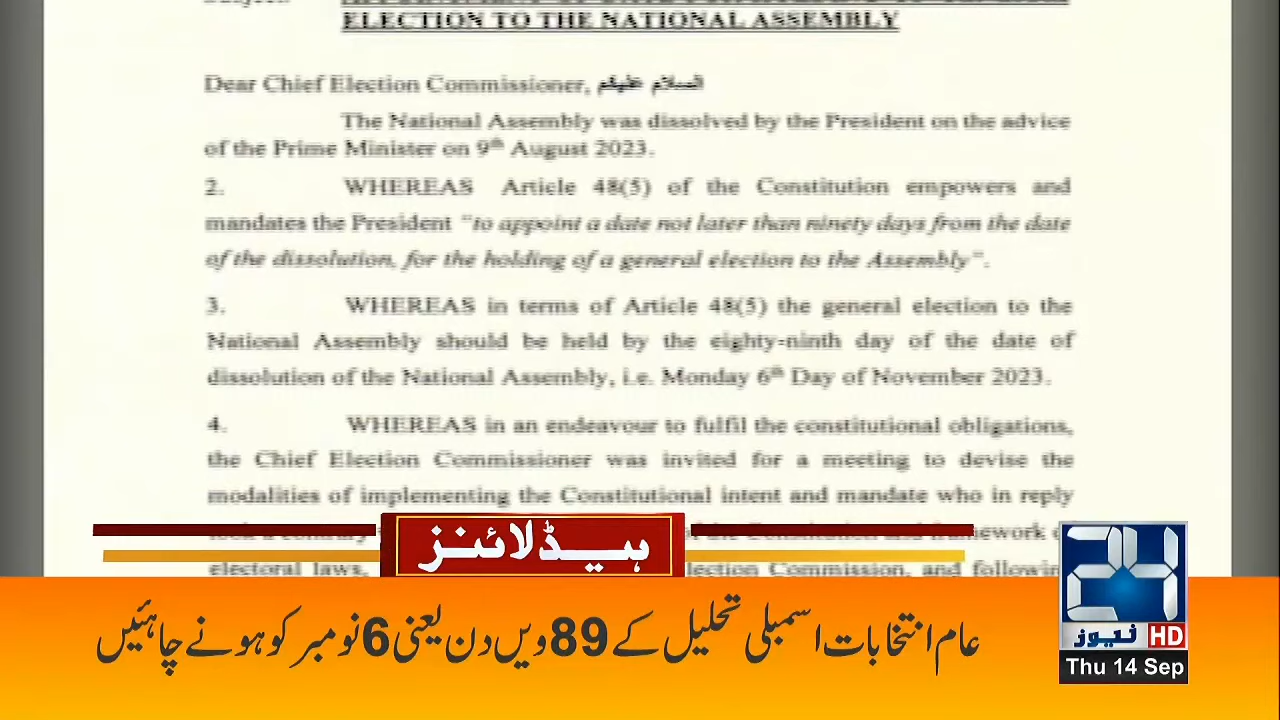 ELECTION TO THE NATIONAL ASSEMBLY
Dear Chief Election Commissioner, السلام علیکم
The National Assembly was dissolved by the President on the advice
of the Prime Minister on 9th August 2023.
2. WHEREAS Article 48(5) of the Constitution empowers and
mandates the President "to appoint a date not later than ninety days from the date
of the dissolution, for the holding of a general election to the Assembly".
3. WHEREAS in terms of Article 48(5) the general election to the
National Assembly should be held by the eighty-ninth day of the date of
dissolution of the National Assembly, i.e. Monday 6th Day of November 2023.
4. WHEREAS in an endeavour to fulfil the constitutional obligations,
the Chief Election Commissioner was invited for a meeting to devise the
modalities of implementing the Constitutional intent and mandate who in reply
the Constitution and
electoral laws, Commission, and
ہیڈلائنز
عام انتخابات اسمبلی تحلیل کے 89 ویں دن یعنی 6 نومبر کو ہونے چاہئیں
24
نیوز HD
Thu 14 Sep